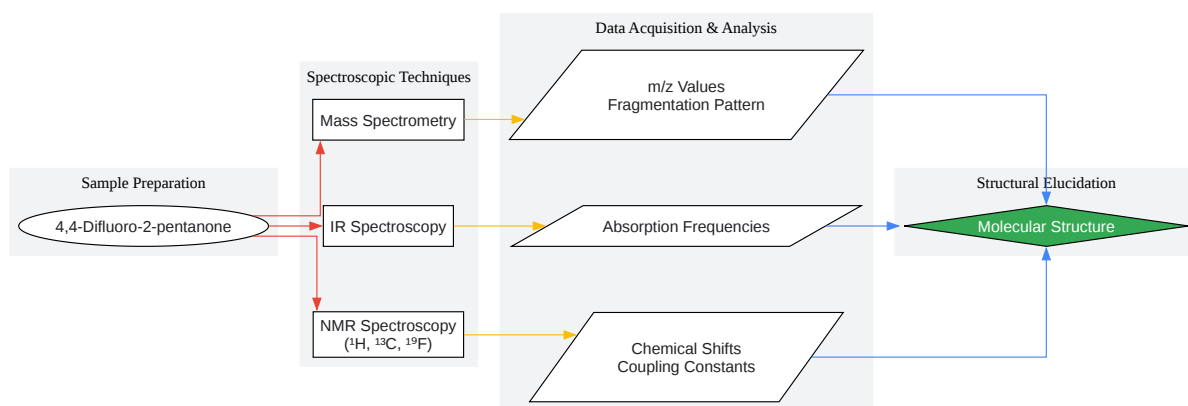 Data Acquisition & Analysis
Spectroscopic Techniques
m/z Values
Fragmentation Pattern
Mass Spectrometry
Sample Preparation
Structural Elucidation
4,4-Difluoro-2-pentanone
IR Spectroscopy
Absorption Frequencies
Molecular Structure
NMR Spectroscopy
(¹H, ¹³C, ¹⁹F)
Chemical Shifts
Coupling Constants